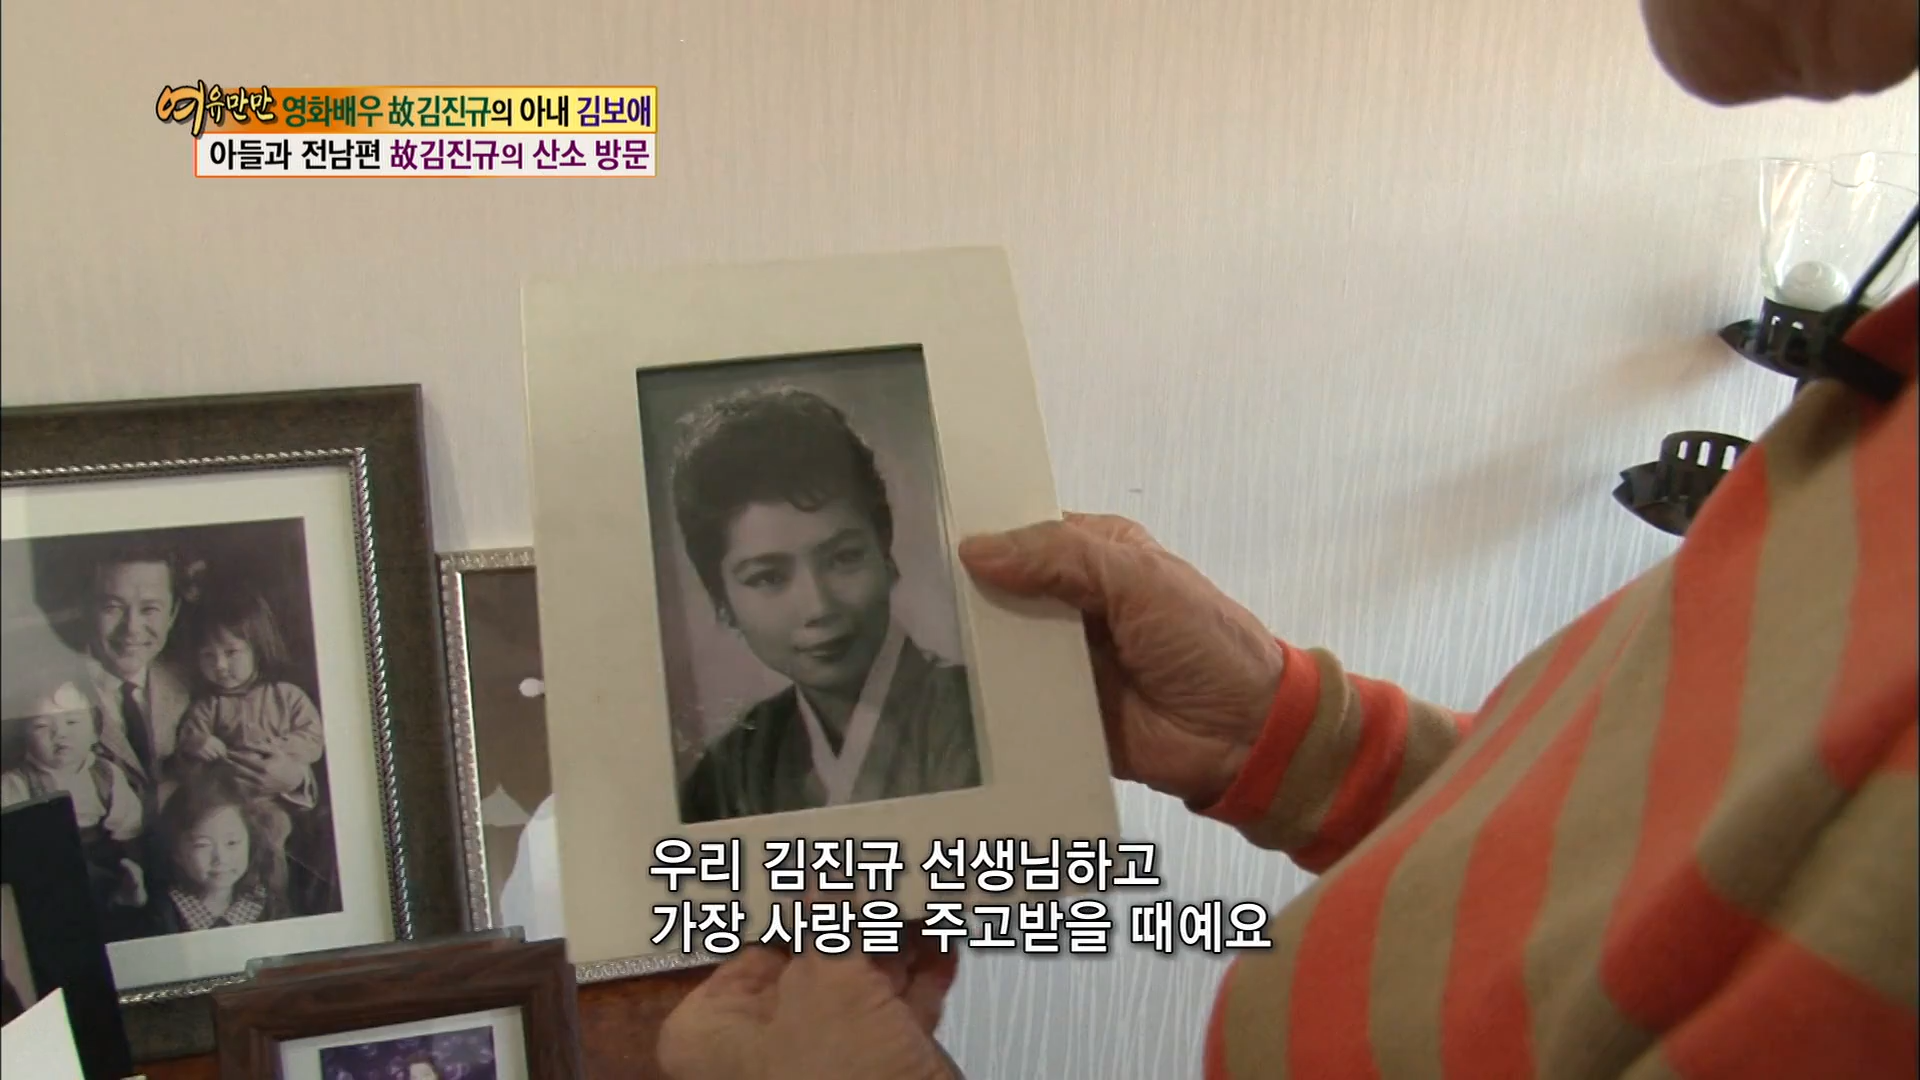 여유만만 영화배우 故김진규의 아내 김보애
아들과 전남편 故김진규의 산소 방문
우리 김진규 선생님하고
가장 사랑을 주고받을 때예요